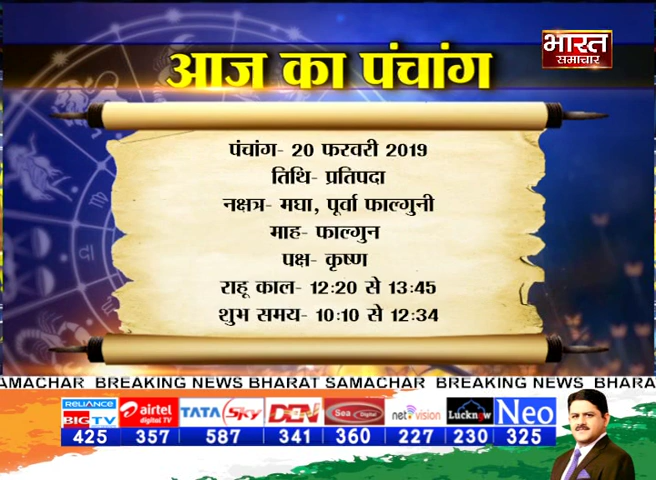 भारत
समाचार
आज का पंचांग
पंचांग- 20 फरवरी 2019
तिथि- प्रतिपदा
नक्षत्र- मघा, पूर्वा फाल्गुनी
माह- फाल्गुन
पक्ष- कृष्ण
राहू काल- 12:20 से 13:45
शुभ समय- 10:10 से 12:34
AMACHAR BREAKING NEWS BHARAT SAMACHAR BREAKING NEWS BHARA
RELIANCE BIG TV 425
airtel digital TV 357
TATA SKY 587
DEN 341
Sea Digital 360
net vision 227
Lucknow 230
Neo 325